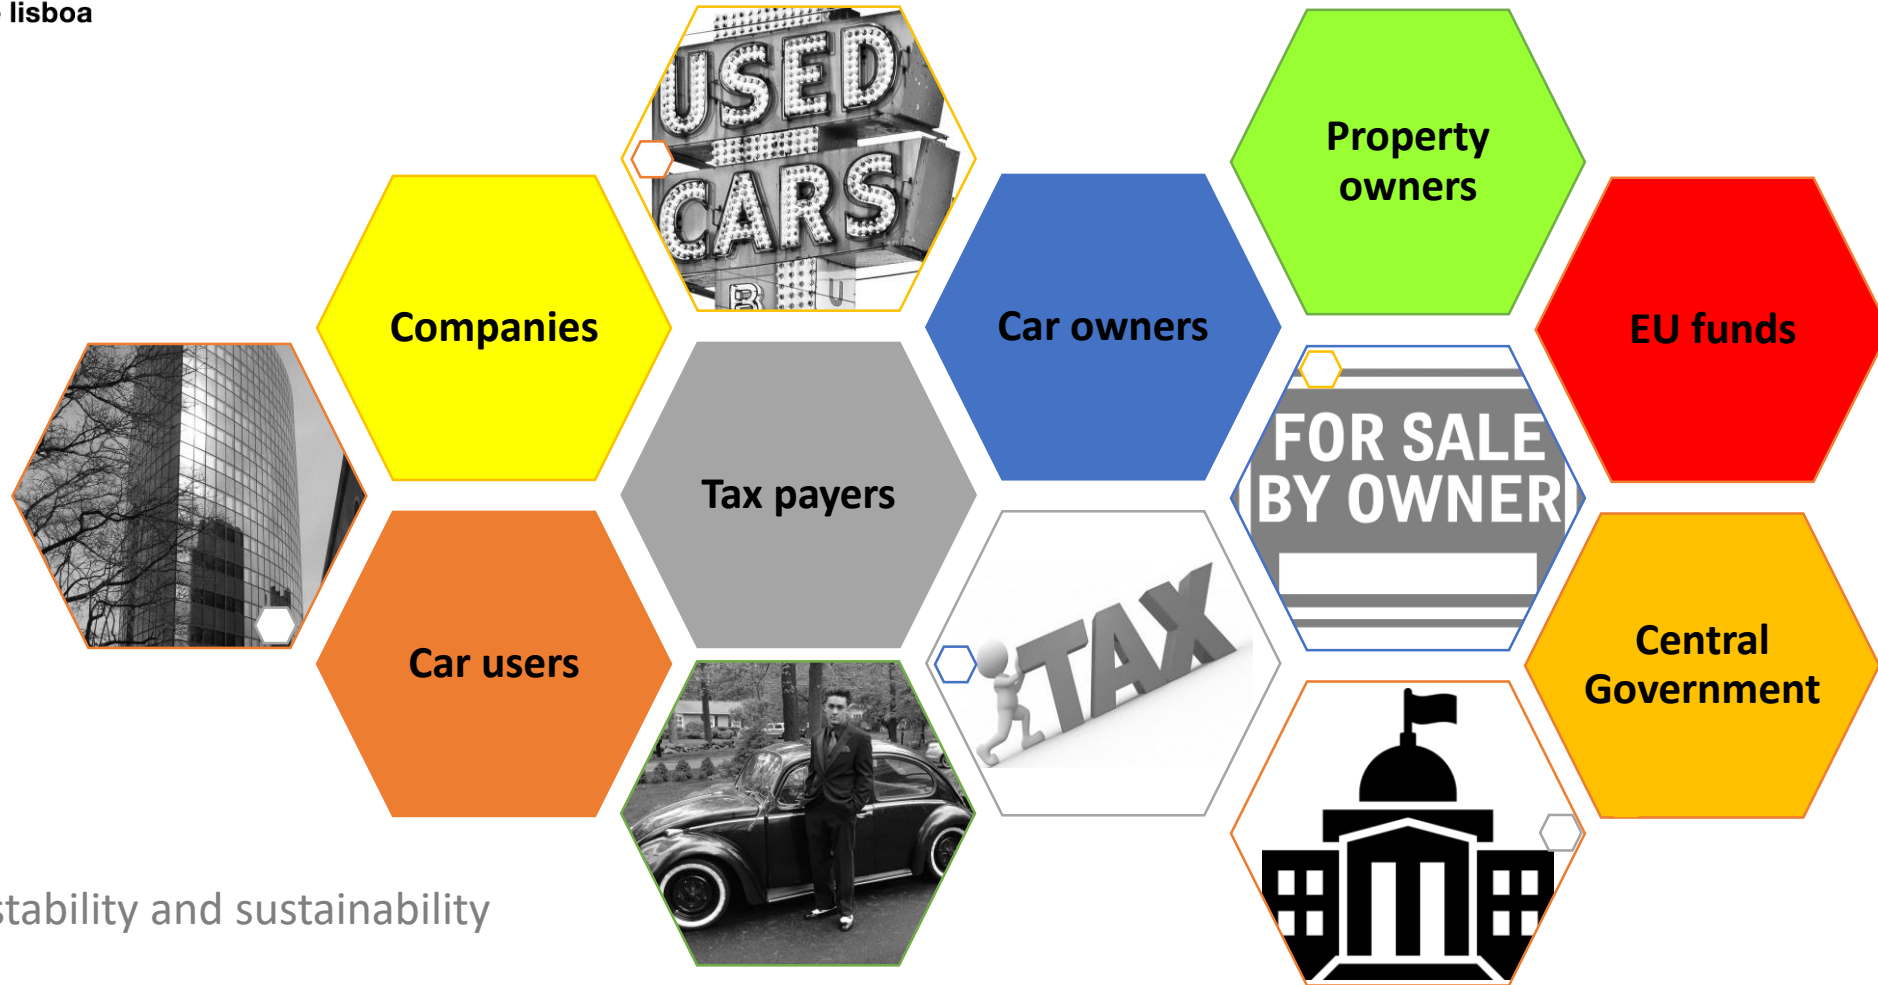 lisboa
USED
CARS
B U
Property
owners
Companies
Car owners
EU funds
FOR SALE
BY OWNER
Tax payers
TAX
Car users
Central
Government
stability and sustainability